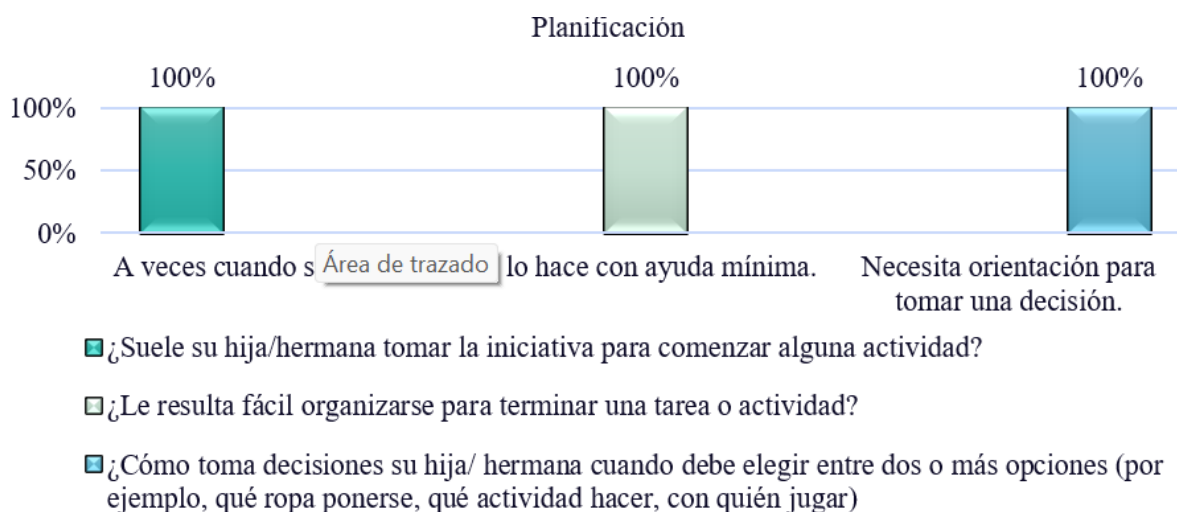 Planificación
100% 100% 100%
100%
50%
0%
A veces cuando s Área de trazado lo hace con ayuda mínima. Necesita orientación para
tomar una decisión.
¿Suele su hija/hermana tomar la iniciativa para comenzar alguna actividad?
¿Le resulta fácil organizarse para terminar una tarea o actividad?
¿Cómo toma decisiones su hija/ hermana cuando debe elegir entre dos o más opciones (por
ejemplo, qué ropa ponerse, qué actividad hacer, con quién jugar)